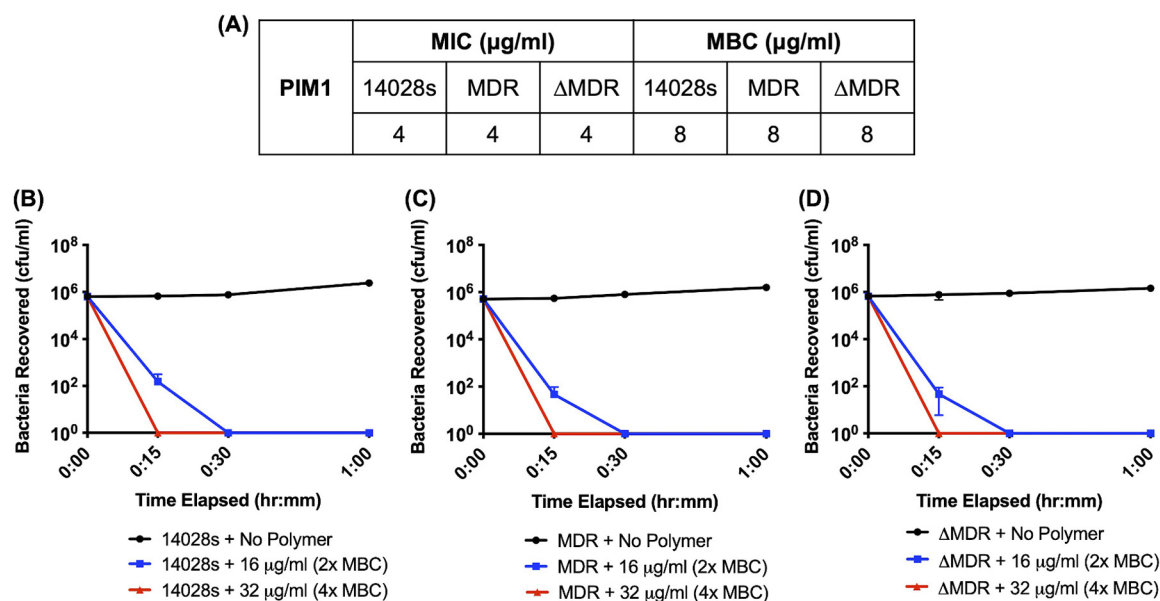 (A)
PIM1
MIC (µg/ml) MBC (µg/ml)
14028s MDR ΔMDR 14028s MDR ΔMDR
4 4 4 8 8 8
(B)
Bacteria Recovered (cfu/ml)
10⁸
10⁶
10⁴
10²
10⁰
0:00 0:15 0:30 1:00
Time Elapsed (hr:mm)
14028s + No Polymer
14028s + 16 µg/ml (2x MBC)
14028s + 32 µg/ml (4x MBC)
(C)
Bacteria Recovered (cfu/ml)
10⁸
10⁶
10⁴
10²
10⁰
0:00 0:15 0:30 1:00
Time Elapsed (hr:mm)
MDR + No Polymer
MDR + 16 µg/ml (2x MBC)
MDR + 32 µg/ml (4x MBC)
(D)
Bacteria Recovered (cfu/ml)
10⁸
10⁶
10⁴
10²
10⁰
0:00 0:15 0:30 1:00
Time Elapsed (hr:mm)
ΔMDR + No Polymer
ΔMDR + 16 µg/ml (2x MBC)
ΔMDR + 32 µg/ml (4x MBC)